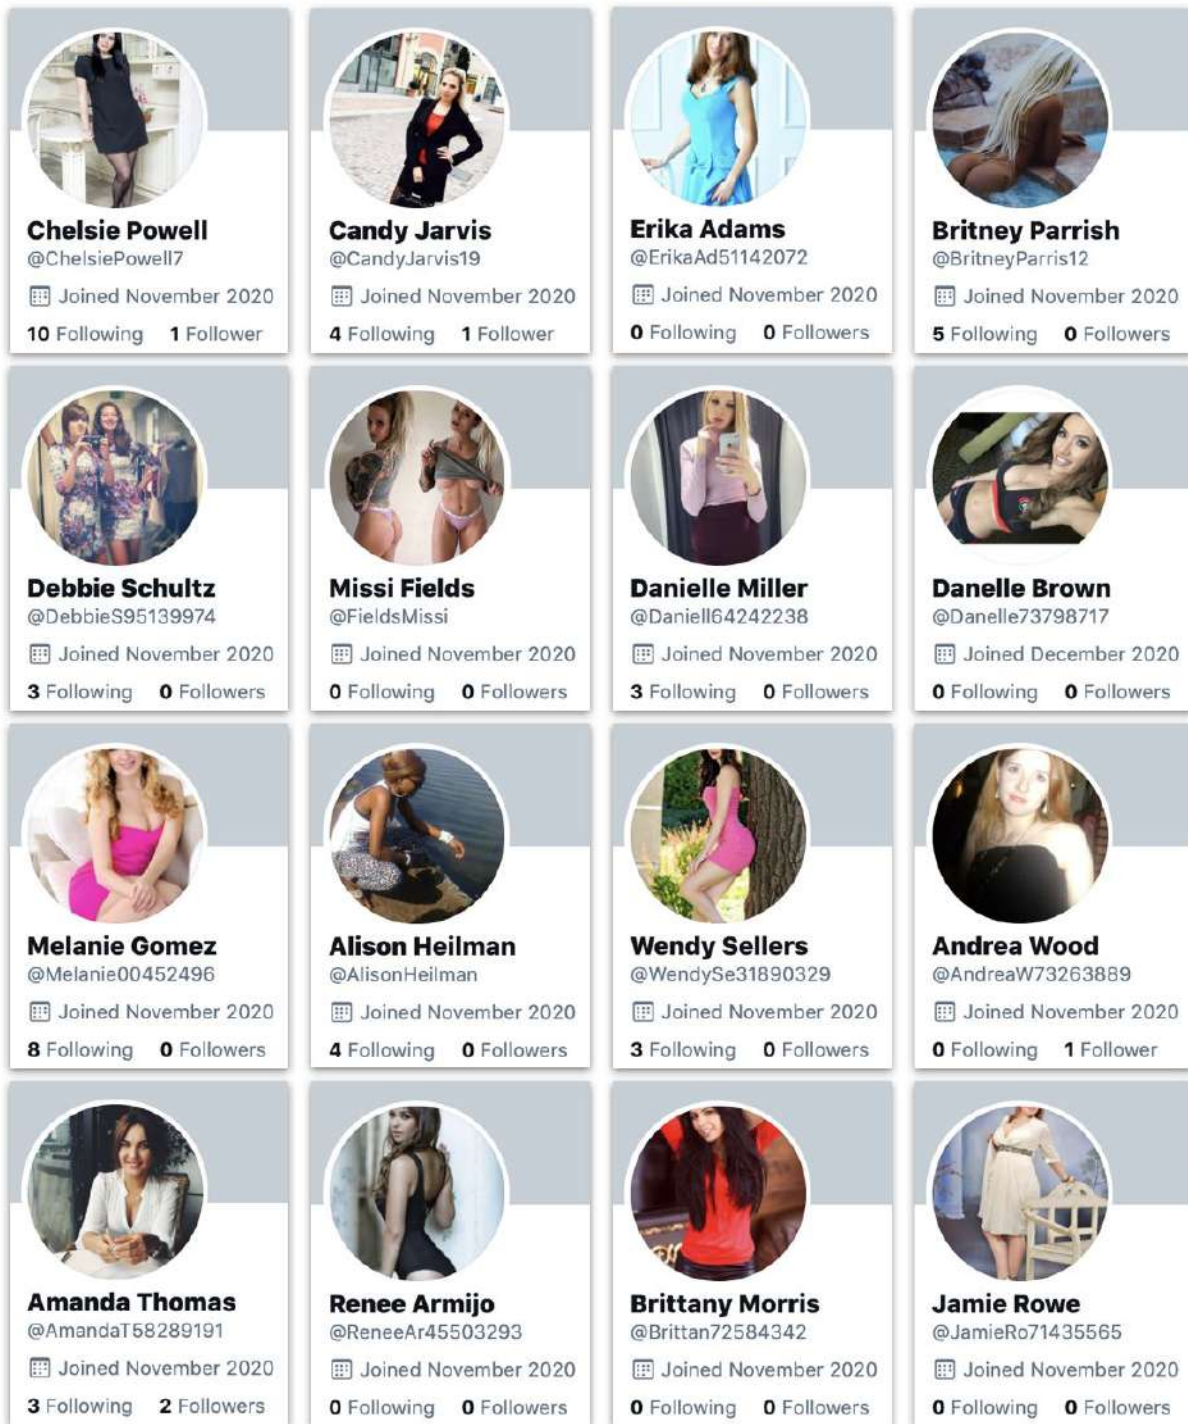 Chelsie Powell
@ChelsiePowell7
Joined November 2020
10 Following 1 Follower
Candy Jarvis
@CandyJarvis19
Joined November 2020
4 Following 1 Follower
Erika Adams
@ErikaAd51142072
Joined November 2020
0 Following 0 Followers
Britney Parrish
@BritneyParris12
Joined November 2020
5 Following 0 Followers
Debbie Schultz
@DebbieS95139974
Joined November 2020
3 Following 0 Followers
Missi Fields
@FieldsMissi
Joined November 2020
0 Following 0 Followers
Danielle Miller
@Daniell64242238
Joined November 2020
3 Following 0 Followers
Danelle Brown
@Danelle73798717
Joined December 2020
0 Following 0 Followers
Melanie Gomez
@Melanie00452496
Joined November 2020
8 Following 0 Followers
Alison Heilman
@AlisonHeilman
Joined November 2020
4 Following 0 Followers
Wendy Sellers
@WendySe31890329
Joined November 2020
3 Following 0 Followers
Andrea Wood
@AndreaW73263889
Joined November 2020
0 Following 1 Follower
Amanda Thomas
@AmandaT58289191
Joined November 2020
3 Following 2 Followers
Renee Armijo
@ReneeAr45503293
Joined November 2020
0 Following 0 Followers
Brittany Morris
@Brittan72584342
Joined November 2020
0 Following 0 Followers
Jamie Rowe
@JamieRo71435565
Joined November 2020
0 Following 0 Followers